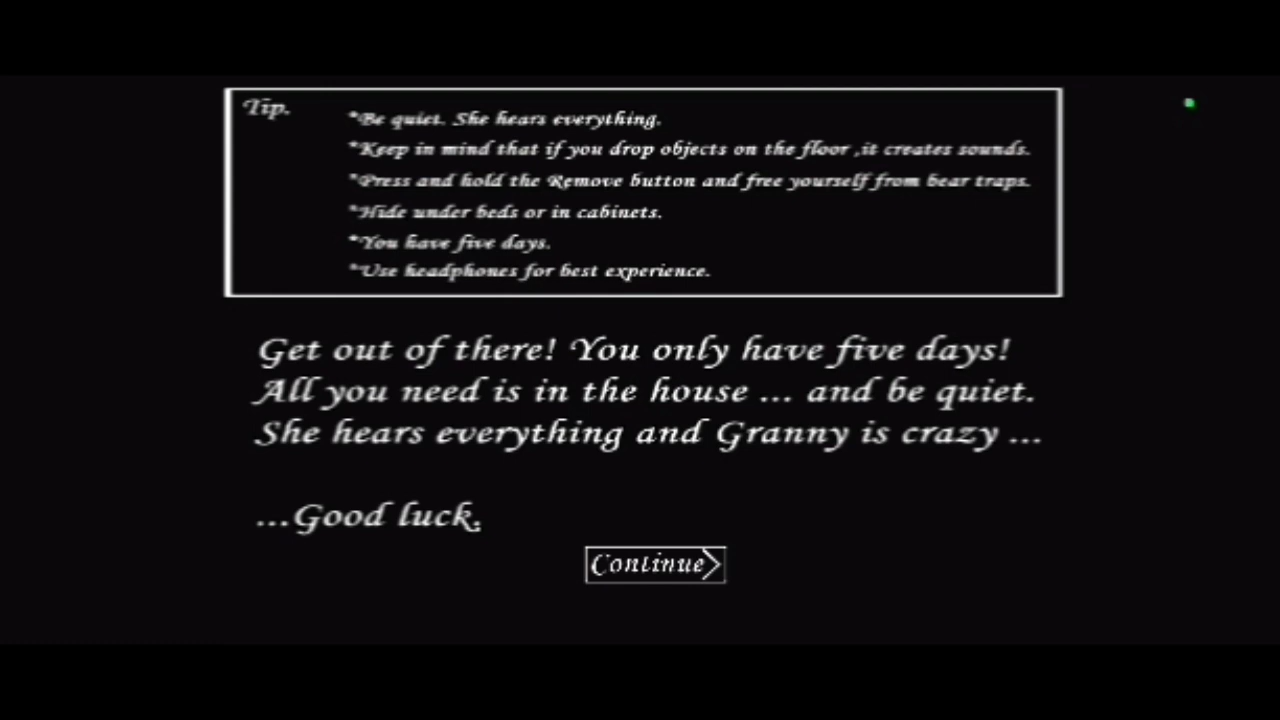 Tip.
*Be quiet. She hears everything.
*Keep in mind that if you drop objects on the floor ,it creates sounds.
*Press and hold the Remove button and free yourself from bear traps.
*Hide under beds or in cabinets.
*You have five days.
*Use headphones for best experience.
Get out of there! You only have five days!
All you need is in the house ... and be quiet.
She hears everything and Granny is crazy ...
...Good luck.
Continue>